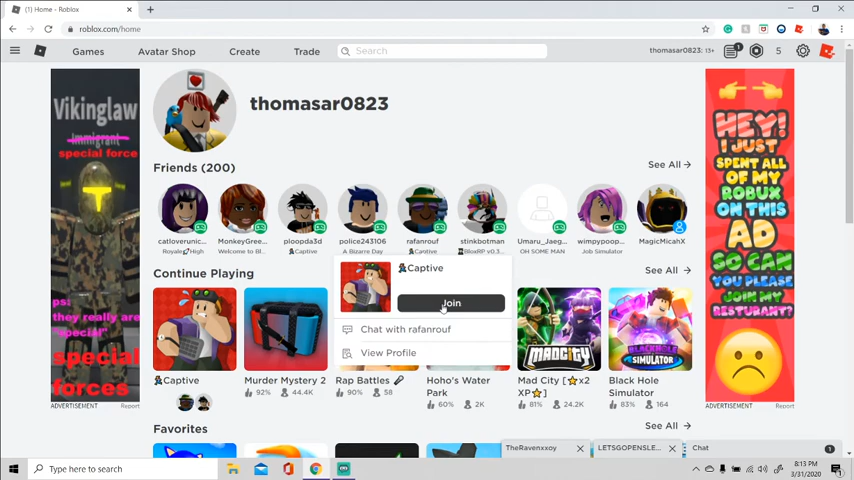 (1) Home - Roblox
roblox.com/home
Games
Avatar Shop
Create
Trade
Search
thomasar0823: 13+
1
5
Vikinglaw
immigrant
special force
ps:
they really are
"special"
special
forces
ADVERTISEMENT
Report
thomasar0823
Friends (200)
See All →
catloverunic...
MonkeyGree...
ploopda3d
police243106
rafanrouf
stinkbotman
Umaru_Jaeg...
wimpypoop...
MagicMicahX
Royale High
Welcome to Bl...
Captive
A Bizarre Day
Captive
BloxRP v0.3...
OH SOME MAN
Job Simulator
Captive
Join
Chat with rafanrouf
View Profile
Continue Playing
See All →
Captive
Murder Mystery 2
92% 44.4K
Rap Battles
90% 58
Hoho's Water
Park
60% 2K
Mad City [⭐x2
XP⭐]
81% 24.2K
Black Hole
Simulator
83% 164
MADCITY
BLACKHOLE
SIMULATOR
Favorites
See All →
HEY!
I JUST
SPENT ALL
OF MY
ROBUX
ON THIS
AD
SO CAN
YOU PLEASE
JOIN MY
RESTURANT?
ADVERTISEMENT
Report
TheRavenxxoy
LETSGOPENSLE...
Chat
1
Type here to search
8:13 PM
3/31/2020